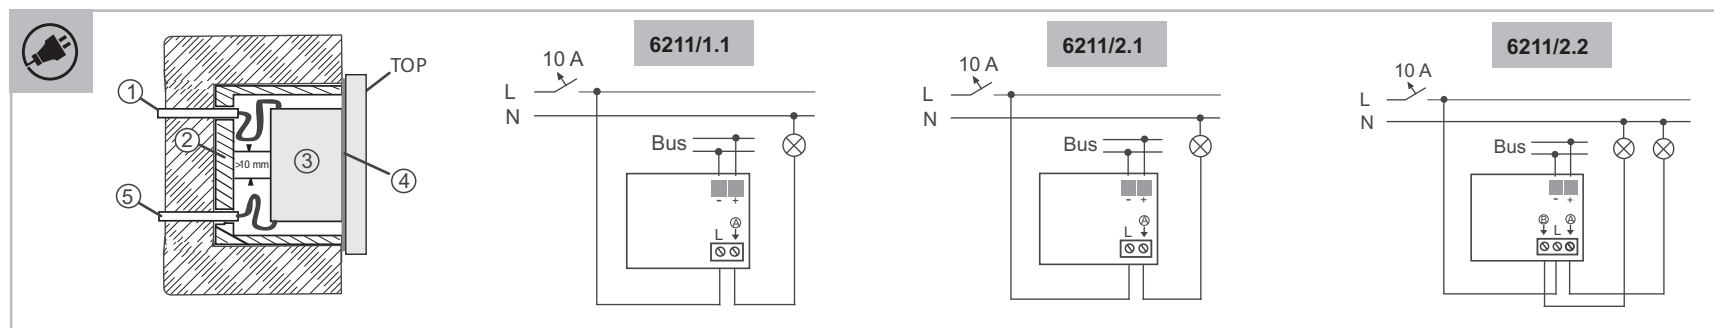 TOP
1
2
>10 mm
3
4
5
6211/1.1
10 A
L
N
Bus
- +
A
L
6211/2.1
10 A
L
N
Bus
- +
A
L
6211/2.2
10 A
L
N
Bus
- +
B A
L